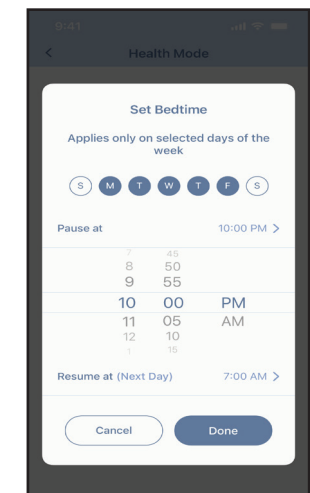 9:41
Health Mode
Set Bedtime
Applies only on selected days of the
week
S M T W T F S
Pause at 10:00 PM
7 45
8 50
9 55
10 00 PM
11 05 AM
12 10
1 15
Resume at (Next Day) 7:00 AM
Cancel Done